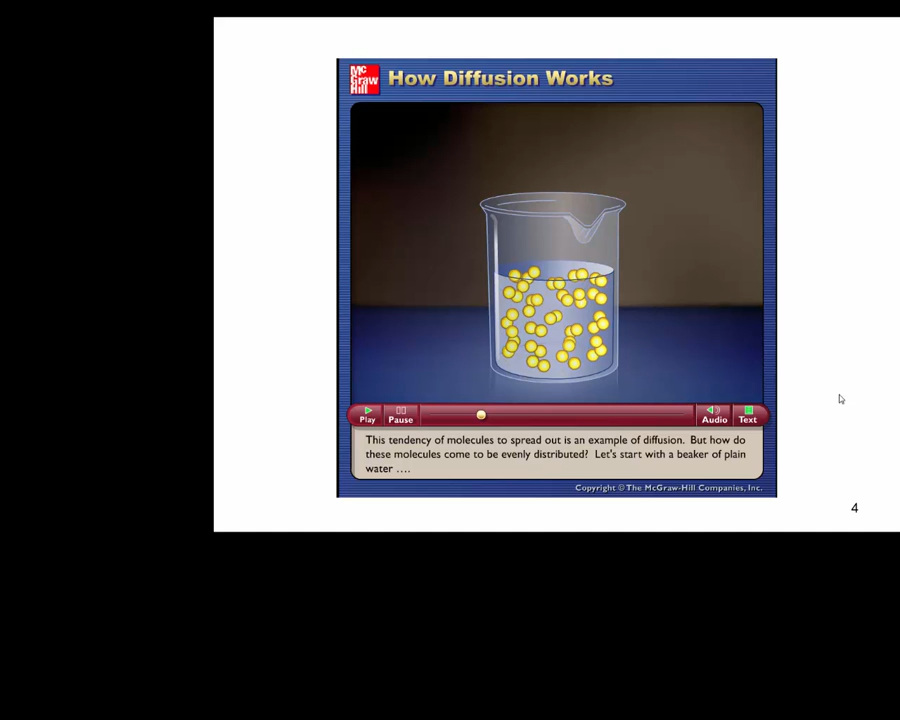 Mc
Graw
Hill
How Diffusion Works
Play
Pause
Audio
Text
This tendency of molecules to spread out is an example of diffusion. But how do
these molecules come to be evenly distributed? Let's start with a beaker of plain
water ....
Copyright © The McGraw-Hill Companies, Inc.
4